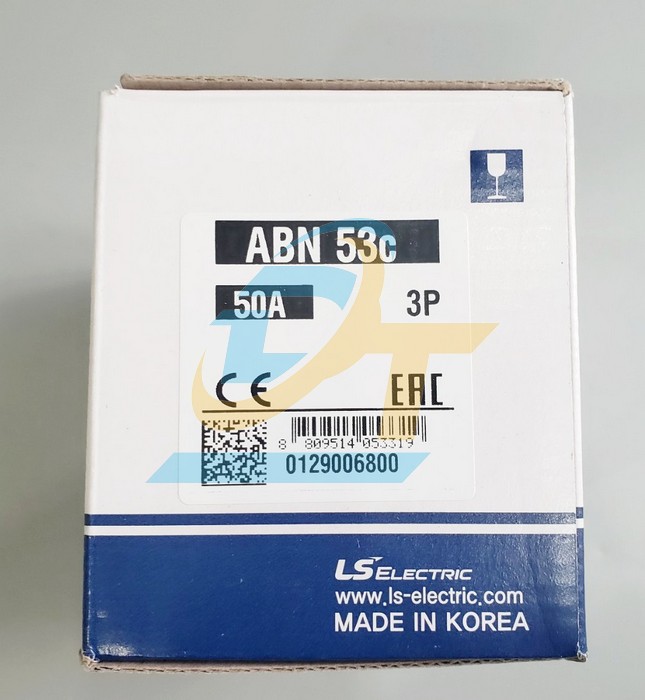 ABN 53c
50A 3P
CE EAC
8 809514 053319
0129006800
LS ELECTRIC
www.ls-electric.com
MADE IN KOREA